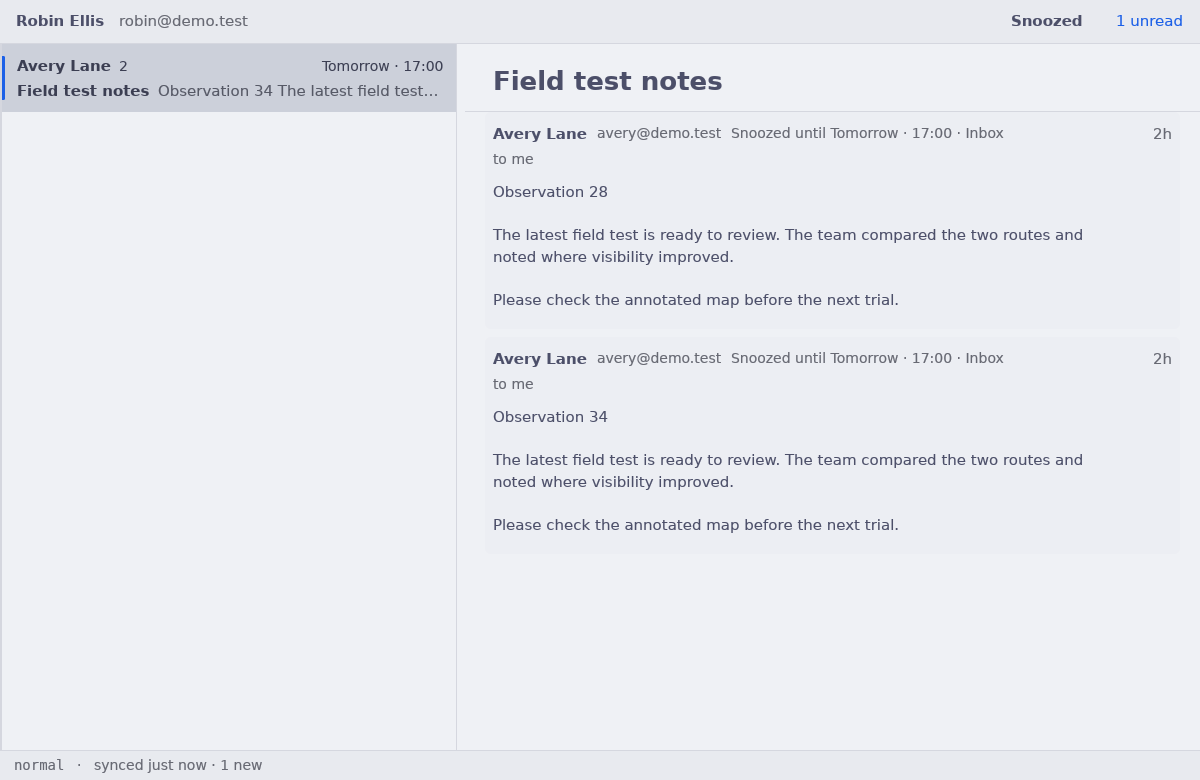 Robin Ellis robin@demo.test Snoozed 1 unread
Avery Lane 2 Tomorrow · 17:00
Field test notes Observation 34 The latest field test…
Field test notes
Avery Lane avery@demo.test Snoozed until Tomorrow · 17:00 · Inbox 2h
to me
Observation 28
The latest field test is ready to review. The team compared the two routes and
noted where visibility improved.
Please check the annotated map before the next trial.
Avery Lane avery@demo.test Snoozed until Tomorrow · 17:00 · Inbox 2h
to me
Observation 34
The latest field test is ready to review. The team compared the two routes and
noted where visibility improved.
Please check the annotated map before the next trial.
normal · synced just now · 1 new